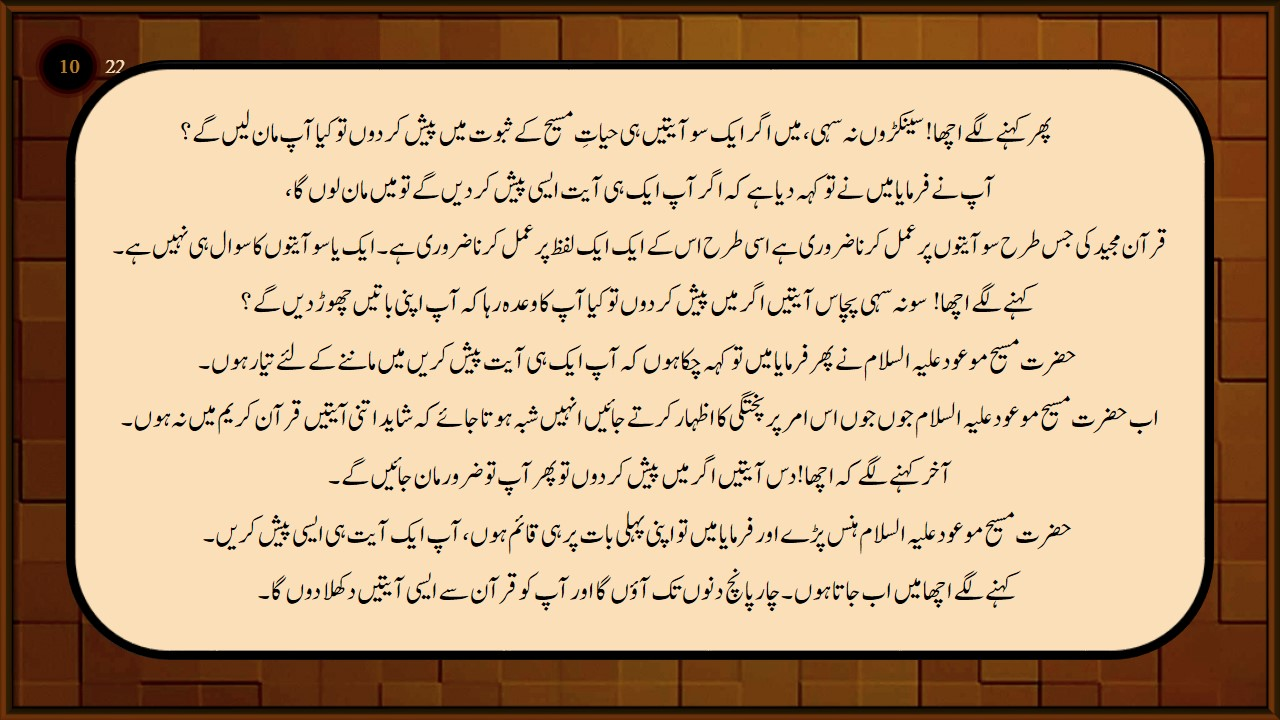 10 22
پھر کہنے لگے اچھا! سینکڑوں نہ سہی، میں اگر ایک سو آیتیں ہی حیاتِ مسیح کے ثبوت میں پیش کر دوں تو کیا آپ مان لیں گے؟
آپ نے فرمایا میں نے تو کہہ دیا ہے کہ اگر آپ ایک ہی آیت ایسی پیش کر دیں گے تو میں مان لوں گا،
قرآن مجید کی جس طرح سو آیتوں پر عمل کرنا ضروری ہے اسی طرح اس کے ایک ایک لفظ پر عمل کرنا ضروری ہے۔ ایک یا سو آیتوں کا سوال ہی نہیں ہے۔
کہنے لگے اچھا! سو نہ سہی پچاس آیتیں اگر میں پیش کر دوں تو کیا آپ کا وعدہ رہا کہ آپ اپنی باتیں چھوڑ دیں گے؟
حضرت مسیح موعود علیہ السلام نے پھر فرمایا میں تو کہہ چکا ہوں کہ آپ ایک ہی آیت پیش کریں میں ماننے کے لئے تیار ہوں۔
اب حضرت مسیح موعود علیہ السلام جوں جوں اس امر پر پختگی کا اظہار کرتے جائیں انہیں شبہ ہو تا جائے کہ شاید اتنی آیتیں قرآن کریم میں نہ ہوں۔
آخر کہنے لگے کہ اچھا! دس آیتیں اگر میں پیش کر دوں تو پھر آپ تو ضرور مان جائیں گے۔
حضرت مسیح موعود علیہ السلام ہنس پڑے اور فرمایا میں تو اپنی پہلی بات پر ہی قائم ہوں، آپ ایک آیت ہی ایسی پیش کریں۔
کہنے لگے اچھا میں اب جاتا ہوں۔ چار پانچ دنوں تک آؤں گا اور آپ کو قرآن سے ایسی آیتیں دکھلا دوں گا۔